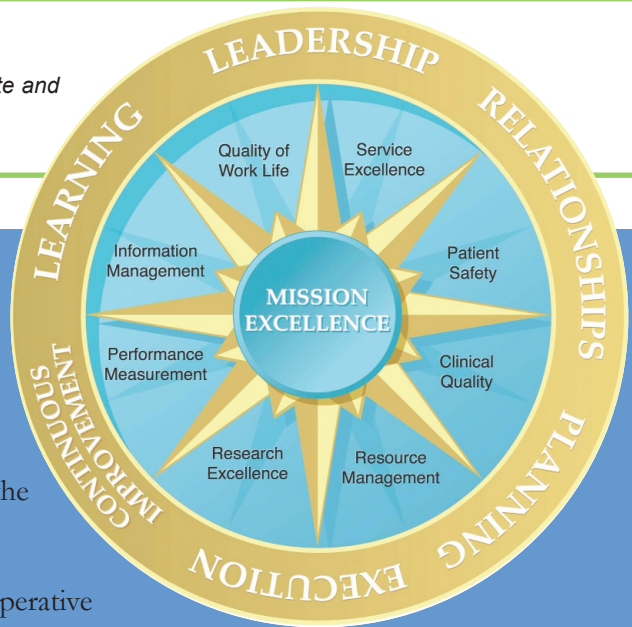 te and
LEADERSHIP
RELATIONSHIPS
PLANNING
EXECUTION
CONTINUOUS
IMPROVEMENT
LEARNING
Quality of
Work Life
Service
Excellence
Patient
Safety
Clinical
Quality
Resource
Management
Research
Excellence
Performance
Measurement
Information
Management
MISSION
EXCELLENCE
he
perative